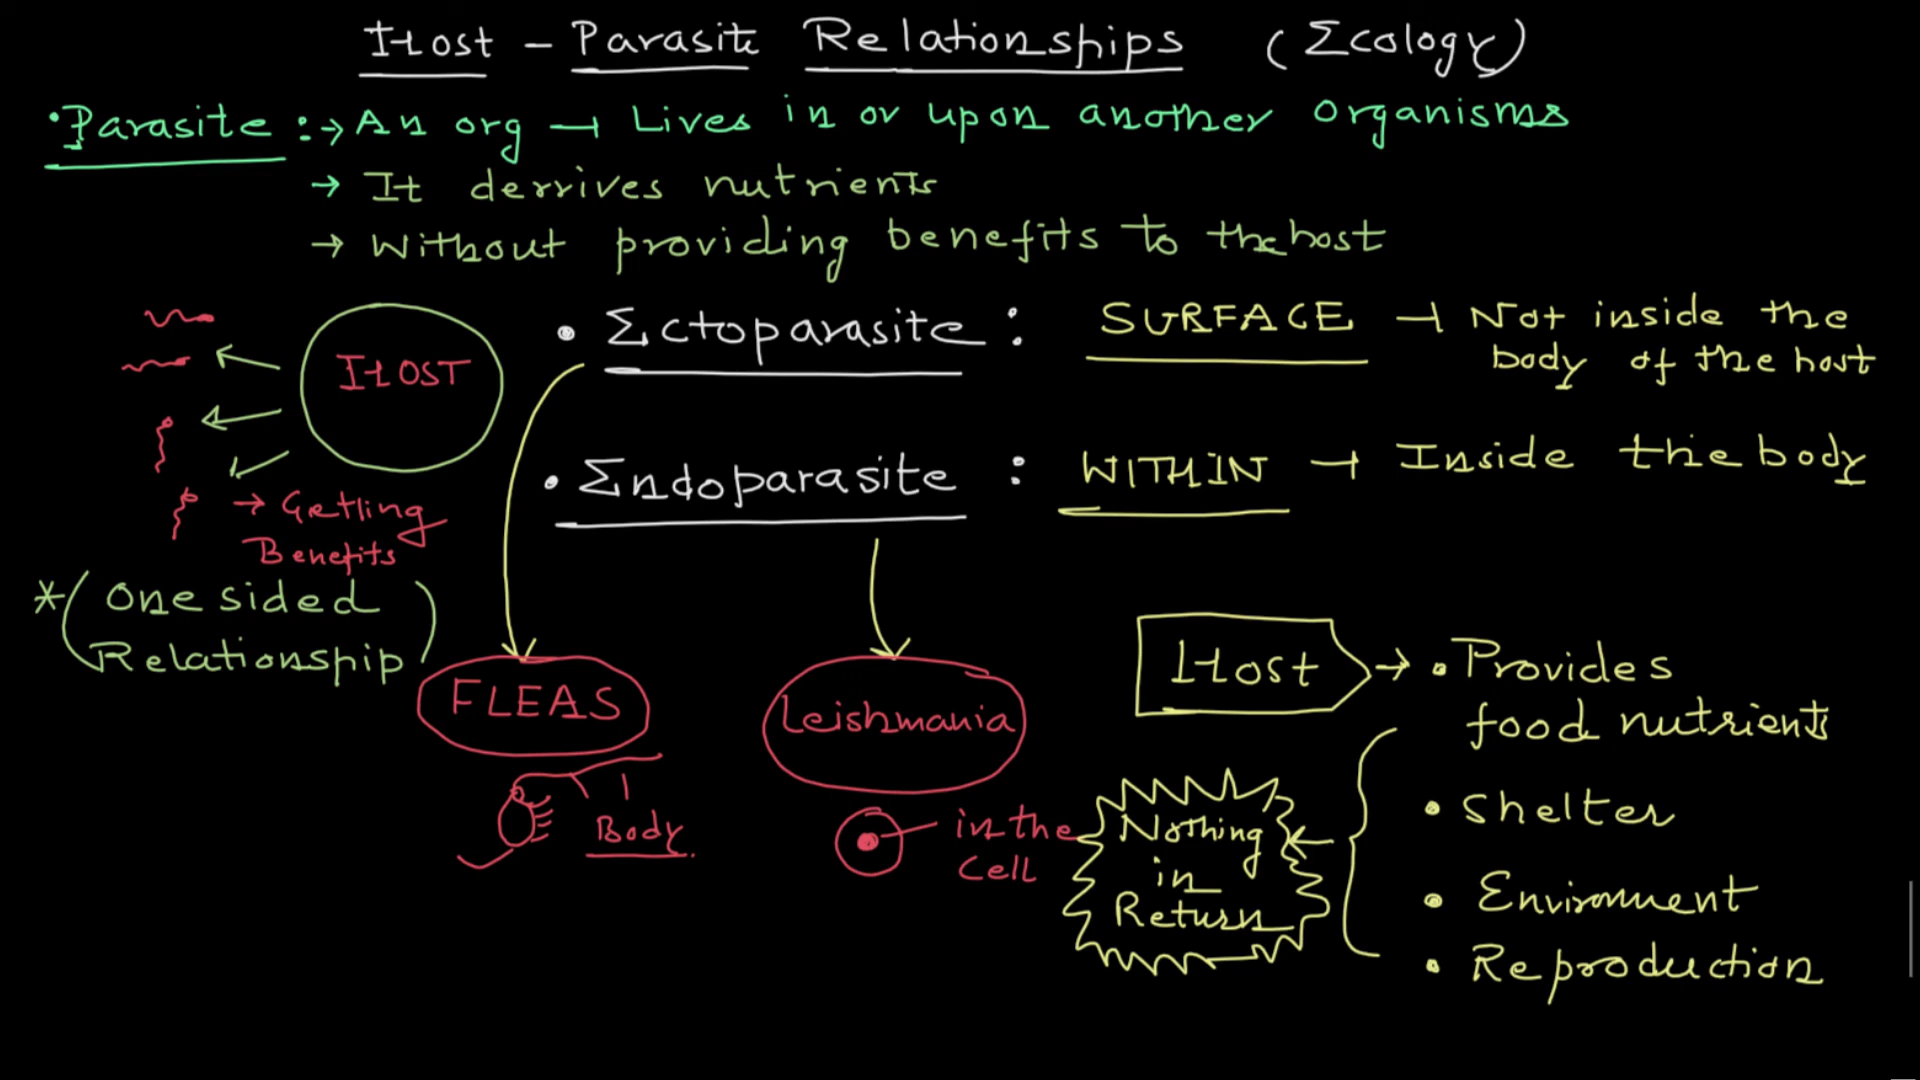 Host - Parasite Relationships (Ecology)
• Parasite :→ An org → Lives in or upon another organisms
→ It derrives nutrients
→ Without providing benefits to the host
HOST
→ Getting
Benefits
* (One sided
Relationship)
• Ectoparasite : SURFACE → Not inside the
body of the host
• Endoparasite : WITHIN → Inside the body
FLEAS
Body
Leishmania
in the
Cell
Host → • Provides
food nutrients
• Shelter
• Environment
• Reproduction
Nothing
in
Return